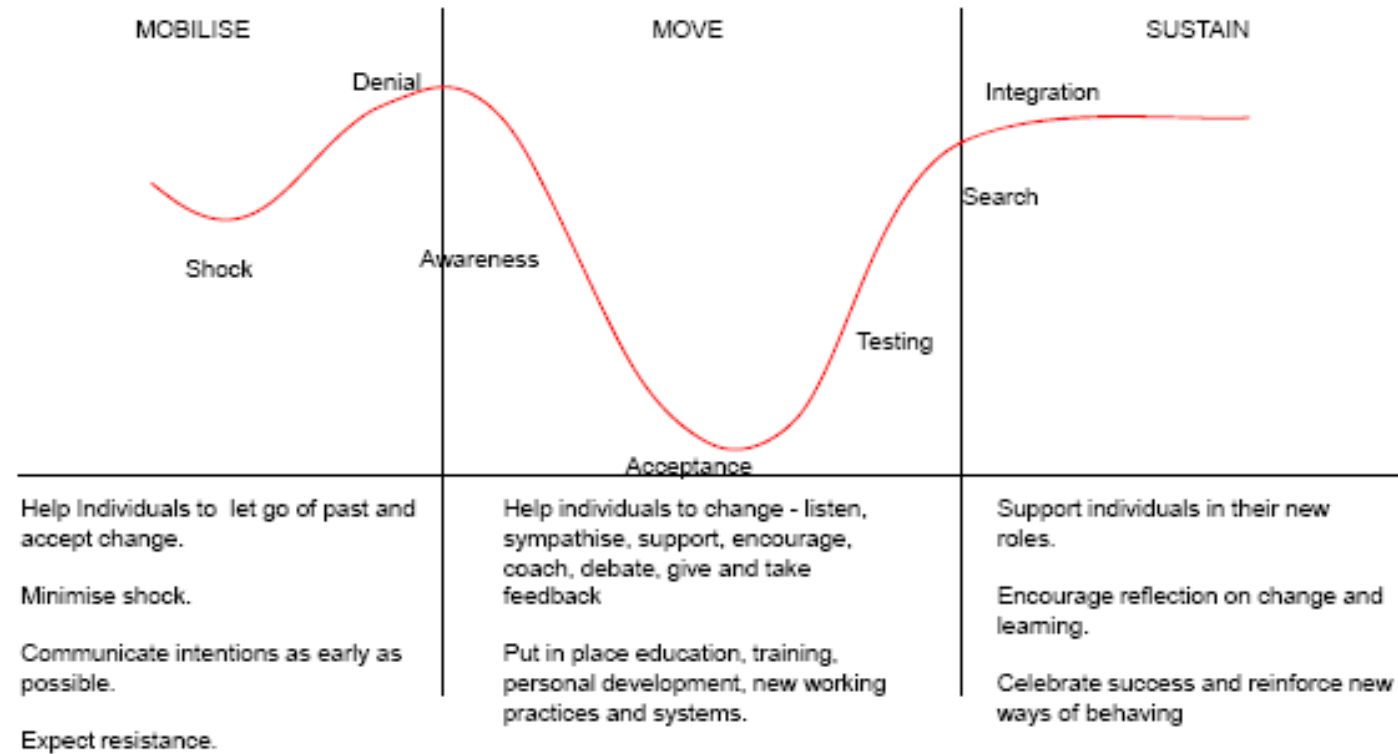 MOBILISE
MOVE
SUSTAIN
Denial
Integration
Search
Awareness
Shock
Testing
Acceptance
Help Individuals to let go of past and
accept change.
Minimise shock.
Communicate intentions as early as
possible.
Expect resistance.
Help individuals to change - listen,
sympathise, support, encourage,
coach, debate, give and take
feedback
Put in place education, training,
personal development, new working
practices and systems.
Support individuals in their new
roles.
Encourage reflection on change and
learning.
Celebrate success and reinforce new
ways of behaving